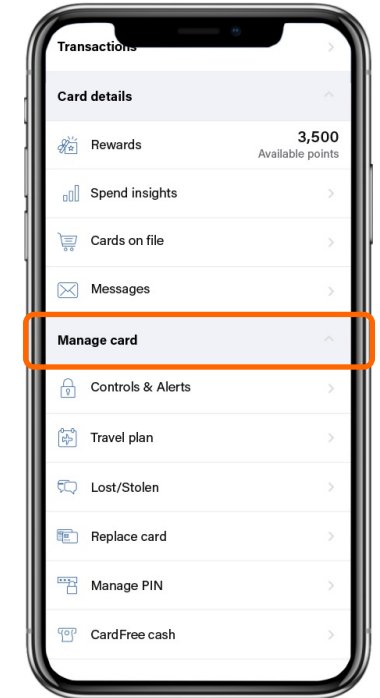 Transactions
Card details
Rewards
3,500
Available points
Spend insights
Cards on file
Messages
Manage card
Controls & Alerts
Travel plan
Lost/Stolen
Replace card
Manage PIN
CardFree cash